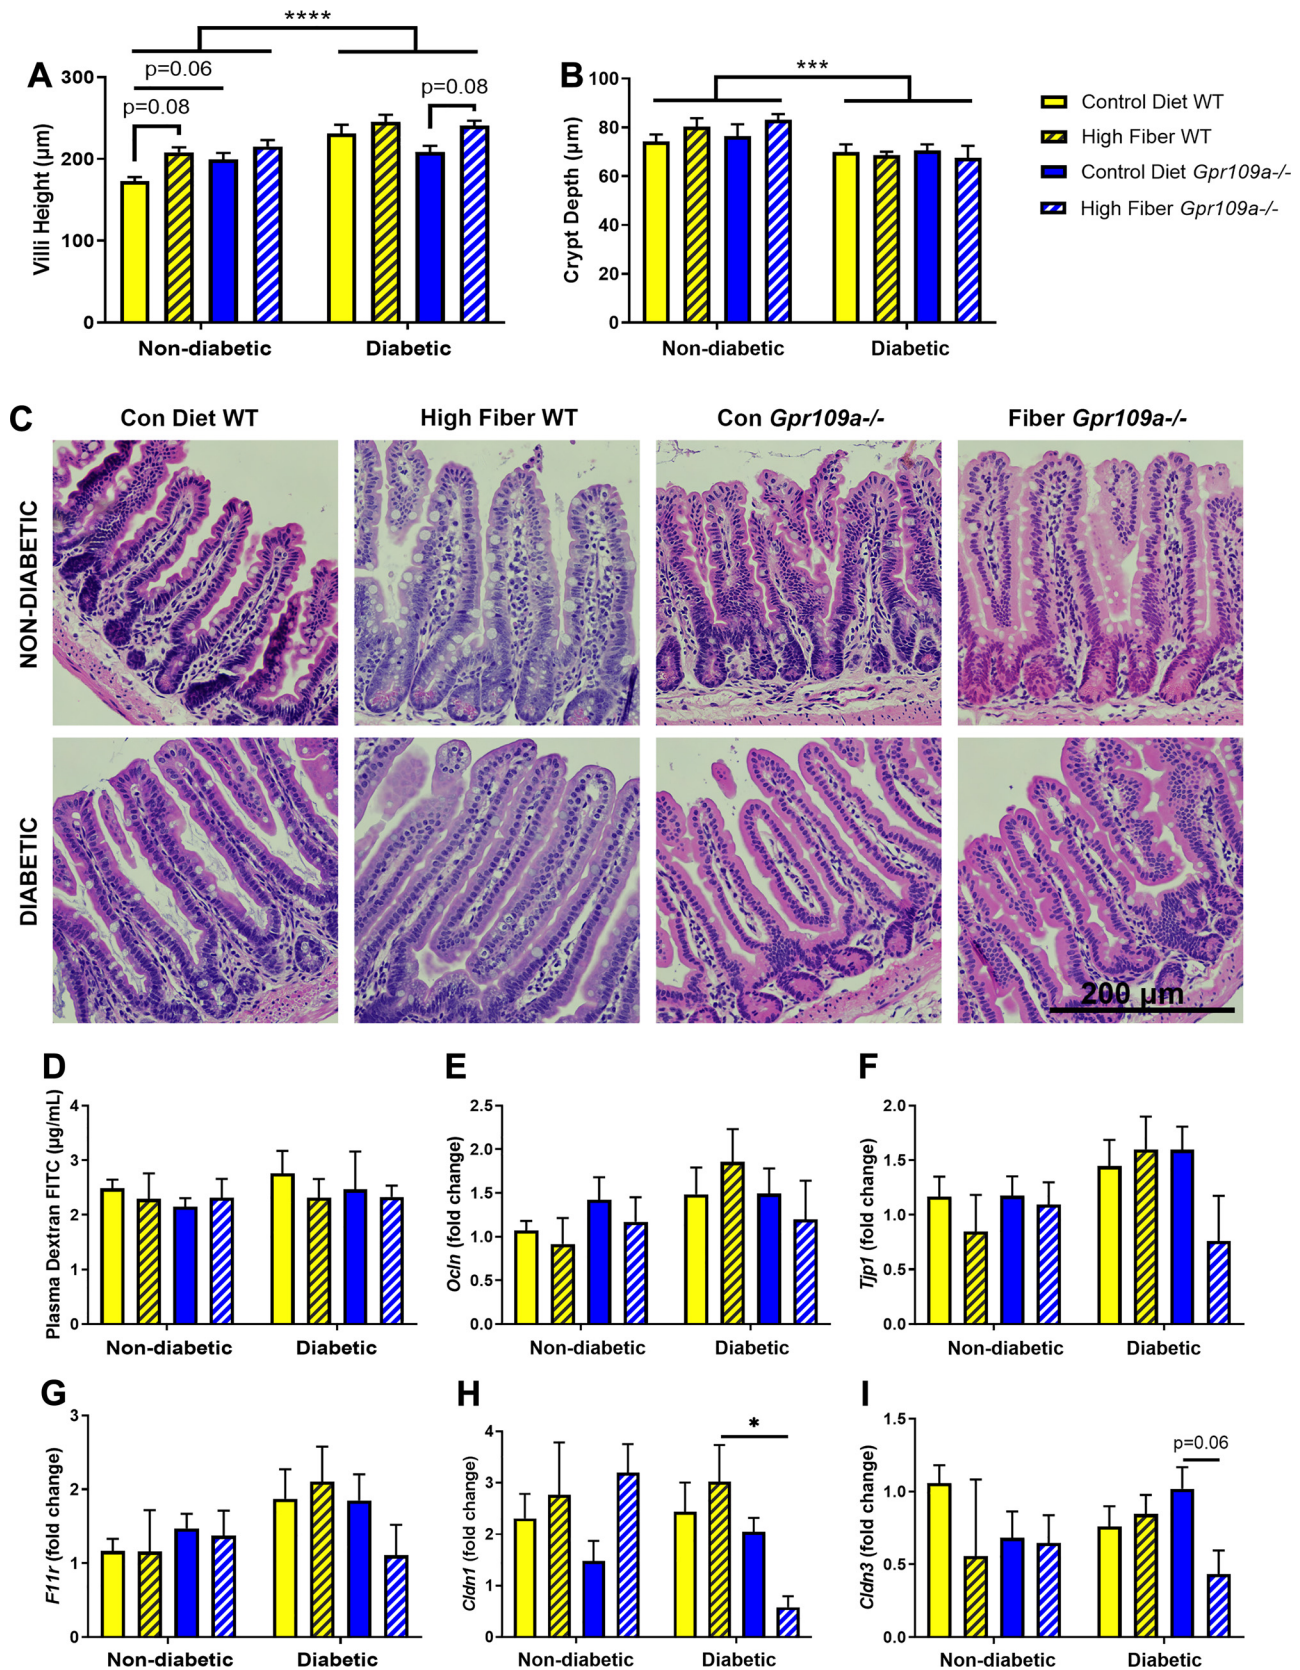 ****
A
p=0.06
p=0.08
p=0.08
Villi Height (µm)
300
200
100
0
Non-diabetic
Diabetic
B
***
Crypt Depth (µm)
100
80
60
40
20
0
Non-diabetic
Diabetic
Control Diet WT
High Fiber WT
Control Diet Gpr109a-/-
High Fiber Gpr109a-/-
C
Con Diet WT
High Fiber WT
Con Gpr109a-/-
Fiber Gpr109a-/-
NON-DIABETIC
DIABETIC
200 µm
D
Plasma Dextran FITC (µg/mL)
4
3
2
1
0
Non-diabetic
Diabetic
E
Ocln (fold change)
2.5
2.0
1.5
1.0
0.5
0.0
Non-diabetic
Diabetic
F
Tjp1 (fold change)
2.0
1.5
1.0
0.5
0.0
Non-diabetic
Diabetic
G
F11r (fold change)
3
2
1
0
Non-diabetic
Diabetic
H
*
Cldn1 (fold change)
4
3
2
1
0
Non-diabetic
Diabetic
I
p=0.06
Cldn3 (fold change)
1.5
1.0
0.5
0.0
Non-diabetic
Diabetic